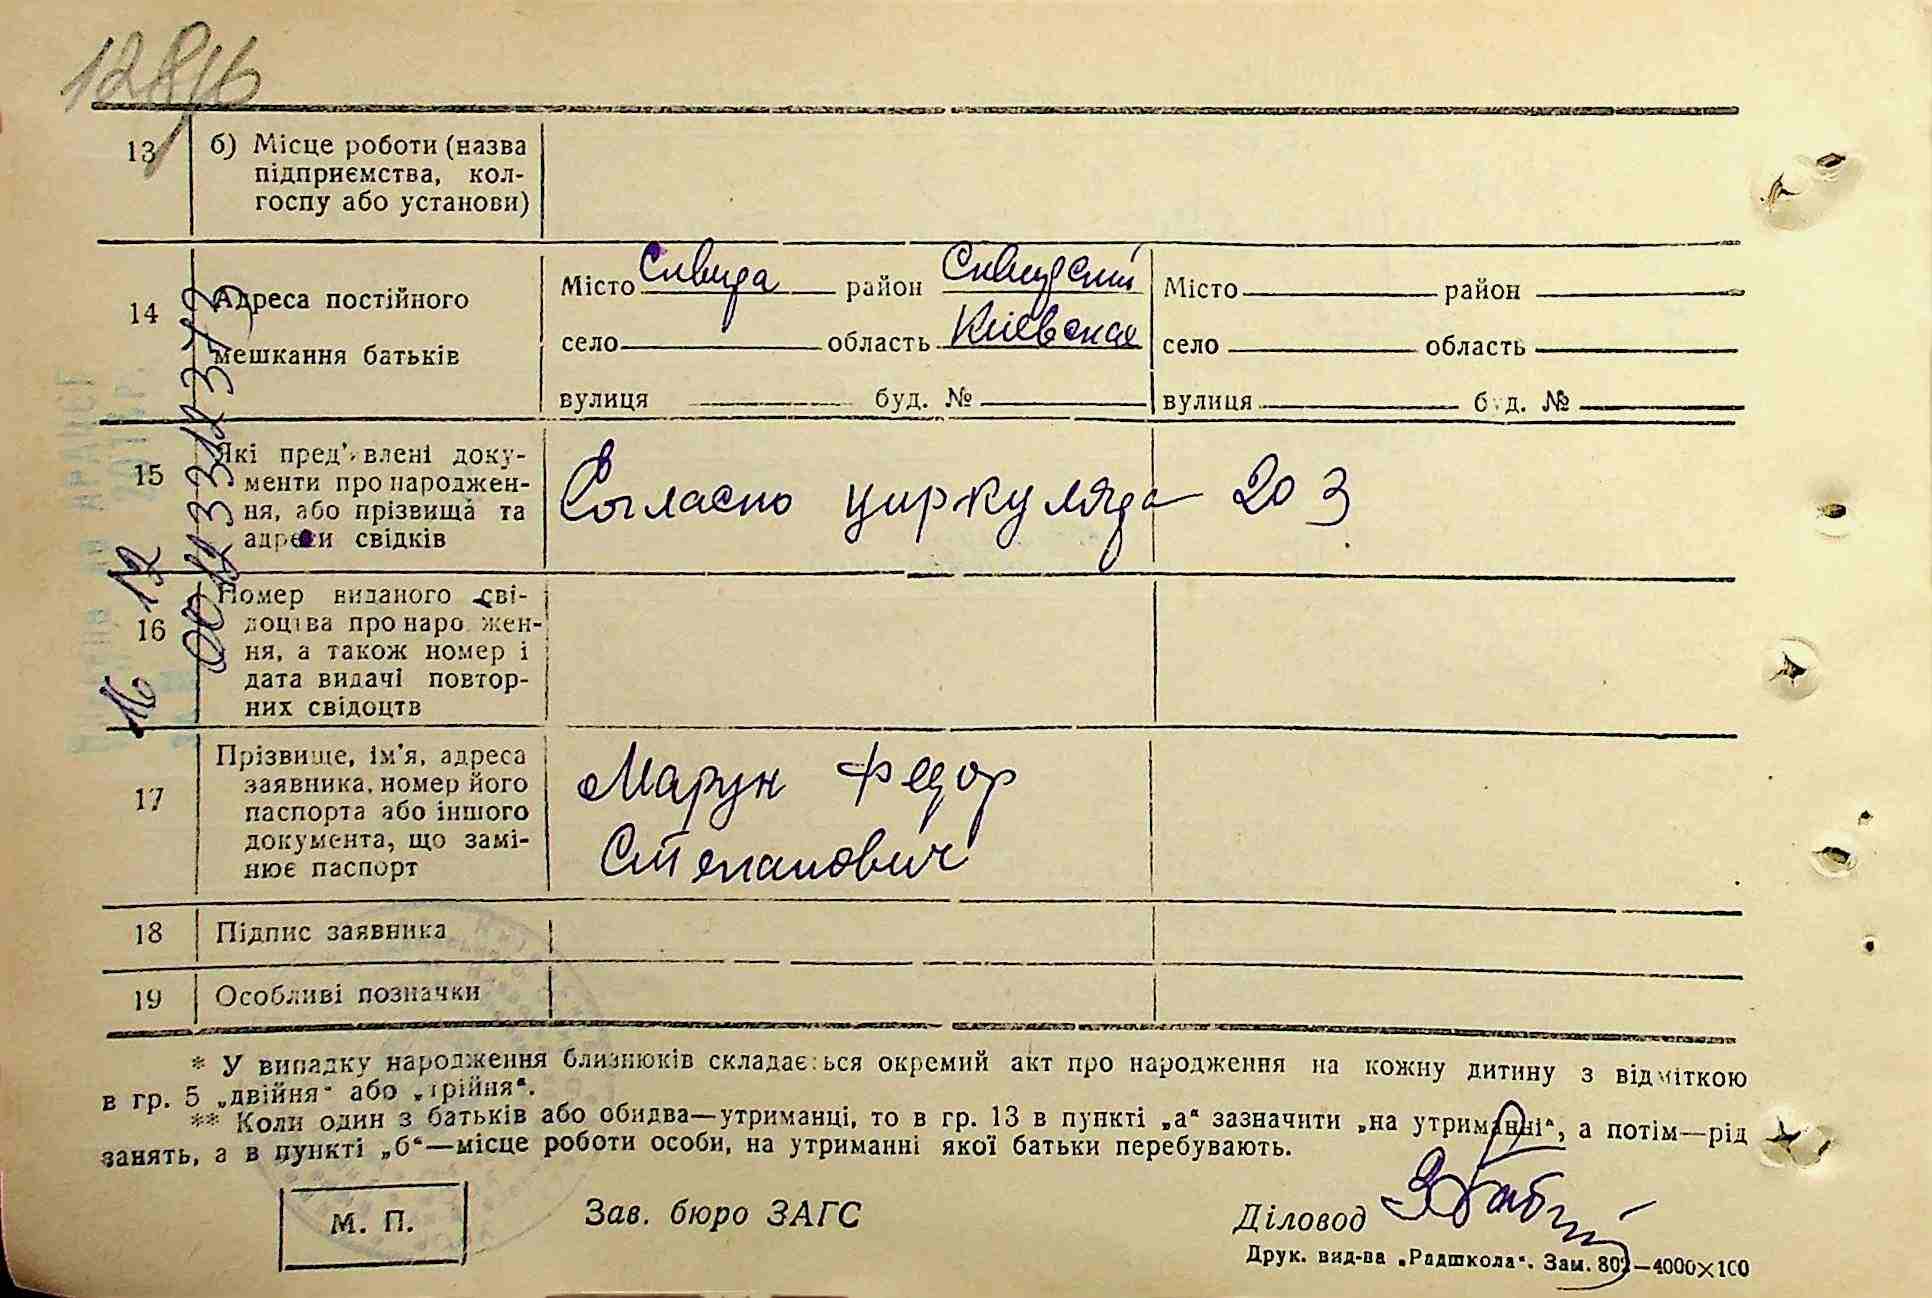 13 б) Місце роботи (назва
підприємства, кол-
госпу або установи)
14 Адреса постійного
мешкання батьків
Місто Сквира район Сквирский
село область Киевская
вулиця буд. №
Місто район
село область
вулиця буд. №
15 Які пред'явлені доку-
менти про народжен-
ня, або прізвища та
адреси свідків
Согласно циркуляра 203
16 Номер виданого сві-
доцтва про народжен-
ня, а також номер і
дата видачі повтор-
них свідоцтв
17 Прізвище, ім'я, адреса
заявника, номер його
паспорта або іншого
документа, що замі-
нює паспорт
Марун Федор
Степанович
18 Підпис заявника
19 Особливі позначки
* У випадку народження близнюків складається окремий акт про народження на кожну дитину з відміткою
в гр. 5 „двійня“ або „трійня“.
** Коли один з батьків або обидва—утриманці, то в гр. 13 в пункті „а“ зазначити „на утриманні“, а потім—рід
занять, а в пункті „б“—місце роботи особи, на утриманні якої батьки перебувають.
М. П.
Зав. бюро ЗАГС
Діловод
Друк. вид-ва „Радшкола“. Зам. 802—4000×100